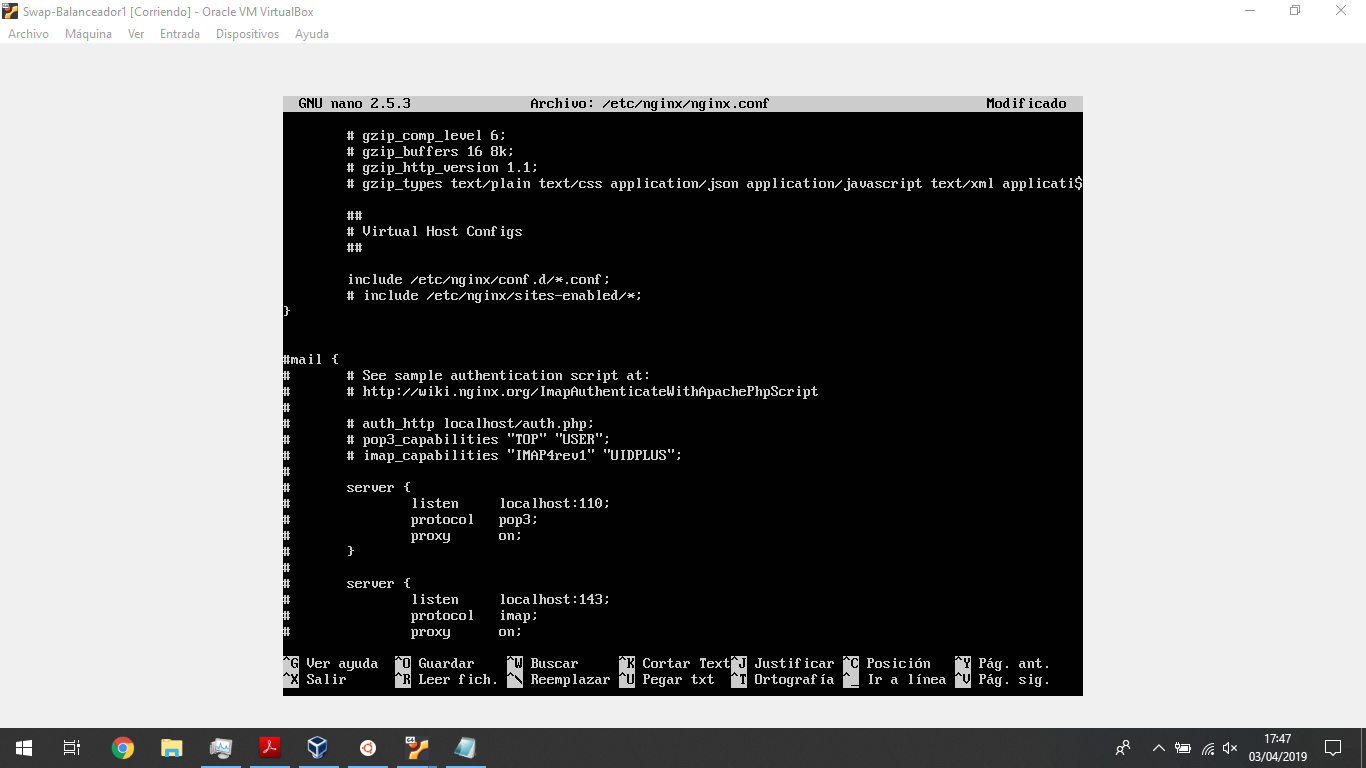 Swap-Balanceador1 [Corriendo] - Oracle VM VirtualBox
Archivo Máquina Ver Entrada Dispositivos Ayuda
GNU nano 2.5.3 Archivo: /etc/nginx/nginx.conf Modificado
# gzip_comp_level 6;
# gzip_buffers 16 8k;
# gzip_http_version 1.1;
# gzip_types text/plain text/css application/json application/javascript text/xml applicati$
##
# Virtual Host Configs
##
include /etc/nginx/conf.d/*.conf;
# include /etc/nginx/sites-enabled/*;
}
#mail {
# # See sample authentication script at:
# # http://wiki.nginx.org/ImapAuthenticateWithApachePhpScript
#
# # auth_http localhost/auth.php;
# # pop3_capabilities "TOP" "USER";
# # imap_capabilities "IMAP4rev1" "UIDPLUS";
#
# server {
# listen localhost:110;
# protocol pop3;
# proxy on;
# }
#
# server {
# listen localhost:143;
# protocol imap;
# proxy on;
^G Ver ayuda ^O Guardar ^W Buscar ^K Cortar Text ^J Justificar ^C Posición ^Y Pág. ant.
^X Salir ^R Leer fich. ^\ Reemplazar ^U Pegar txt ^T Ortografía ^_ Ir a línea ^V Pág. sig.
17:47
03/04/2019